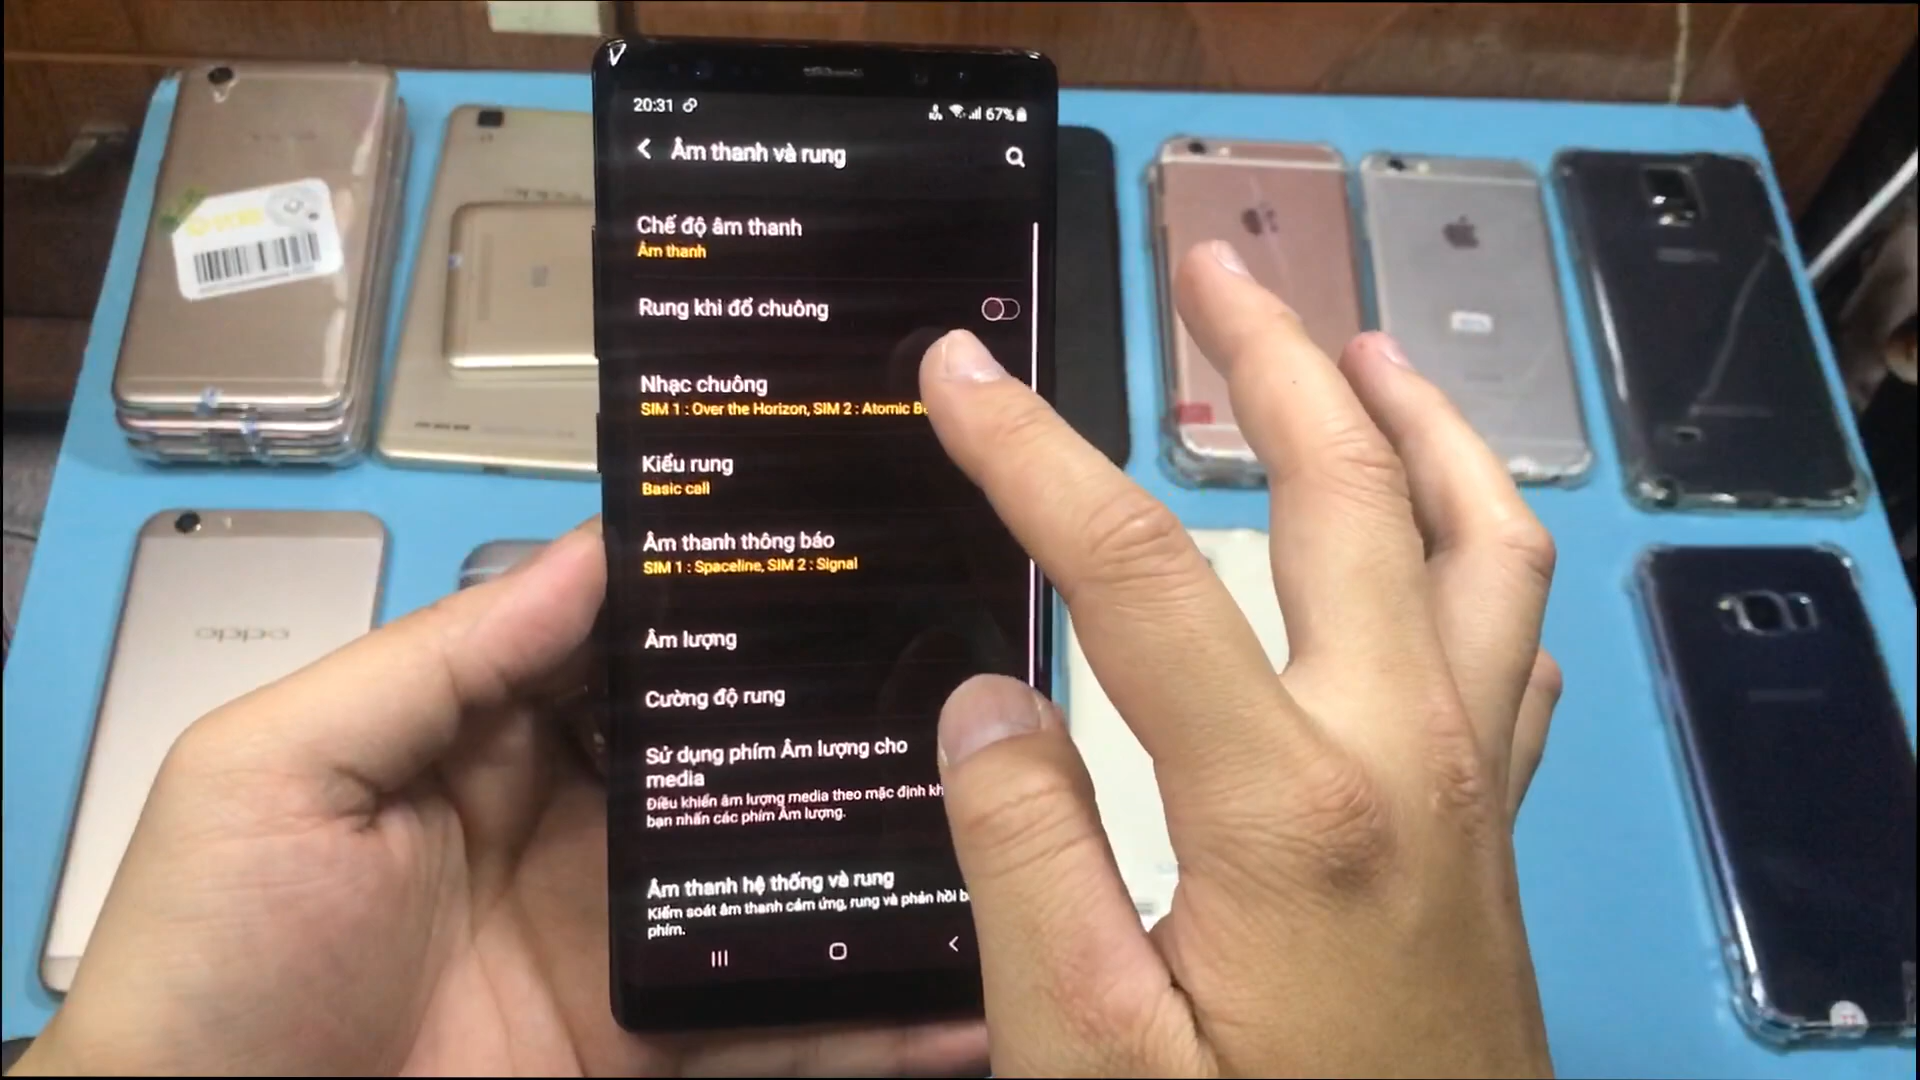 20:31
67%
Âm thanh và rung
Chế độ âm thanh
Âm thanh
Rung khi đổ chuông
Nhạc chuông
SIM 1 : Over the Horizon, SIM 2 : Atomic
Kiểu rung
Basic call
Âm thanh thông báo
SIM 1 : Spaceline, SIM 2 : Signal
Âm lượng
Cường độ rung
Sử dụng phím Âm lượng cho
media
Điều khiển âm lượng media theo mặc định
bạn nhấn các phím Âm lượng.
Âm thanh hệ thống và rung
Kiểm soát âm thanh cảm ứng, rung và phản hồi
phím.
oppo